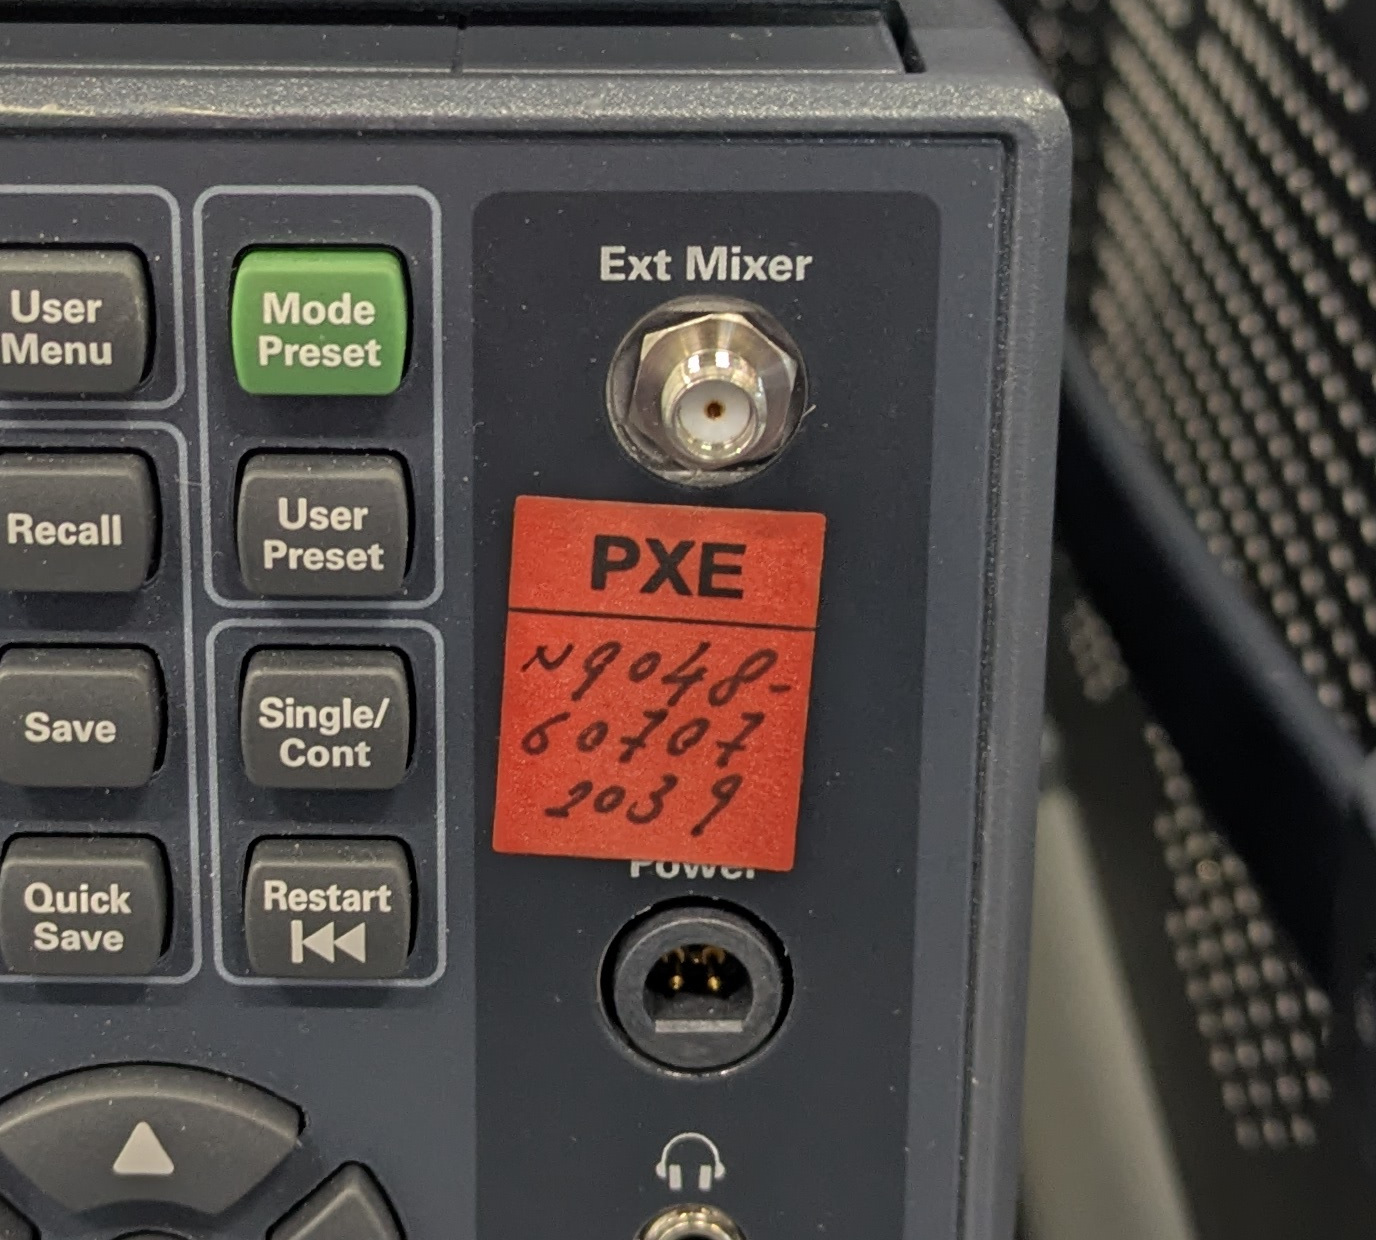 Ext Mixer
User
Menu
Mode
Preset
Recall
User
Preset
PXE
N9048-
60707
2039
Save
Single/
Cont
Power
Quick
Save
Restart